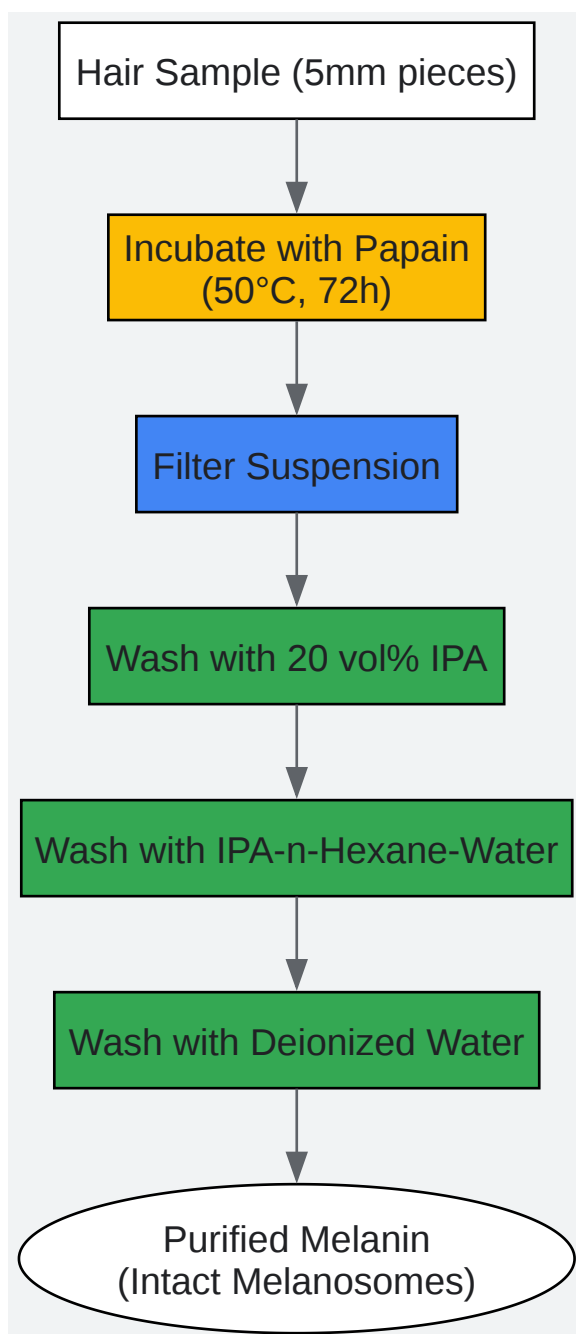 Hair Sample (5mm pieces)
Incubate with Papain
(50°C, 72h)
Filter Suspension
Wash with 20 vol% IPA
Wash with IPA-n-Hexane-Water
Wash with Deionized Water
Purified Melanin
(Intact Melanosomes)